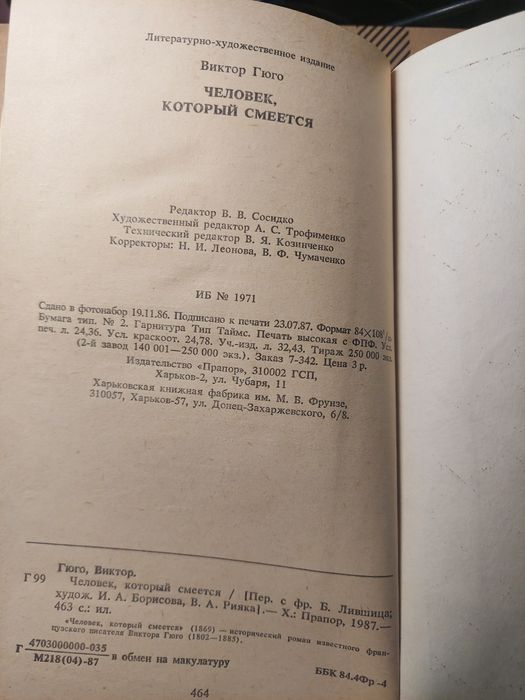 Литературно-художественное издание
Виктор Гюго
ЧЕЛОВЕК,
КОТОРЫЙ СМЕЕТСЯ
Редактор В. В. Сосидко
Художественный редактор А. С. Трофименко
Технический редактор В. Я. Козинченко
Корректоры: Н. И. Леонова, В. Ф. Чумаченко
ИБ № 1971
Сдано в фотонабор 19.11.86. Подписано к печати 23.07.87. Формат 84×108
Бумага тип. № 2. Гарнитура Тип Таймс. Печать высокая с ФПФ. Усл.
печ. л. 24,36. Усл. краскоотт. 24,78. Уч.-изд. л. 32,43. Тираж 250 000 экз.
(2-й завод 140 001—250 000 экз.). Заказ 7-342. Цена 3 р.
Издательство «Прапор», 310002 ГСП,
Харьков-2, ул. Чубаря, 11
Харьковская книжная фабрика им. М. В. Фрунзе,
310057, Харьков-57, ул. Донец-Захаржевского, 6/8.
Гюго, Виктор.
Г 99 Человек, который смеется / [Пер. с фр. Б. Лившица;
худож. И. А. Борисова, В. А. Рияка].— Х.: Прапор, 1987.—
463 с.: ил.
«Человек, который смеется» (1869) — исторический роман известного фран-
цузского писателя Виктора Гюго (1802—1885),
Г 4703000000-035
М218(04)-87 в обмен на макулатуру
ББК 84.4Фр -4
464